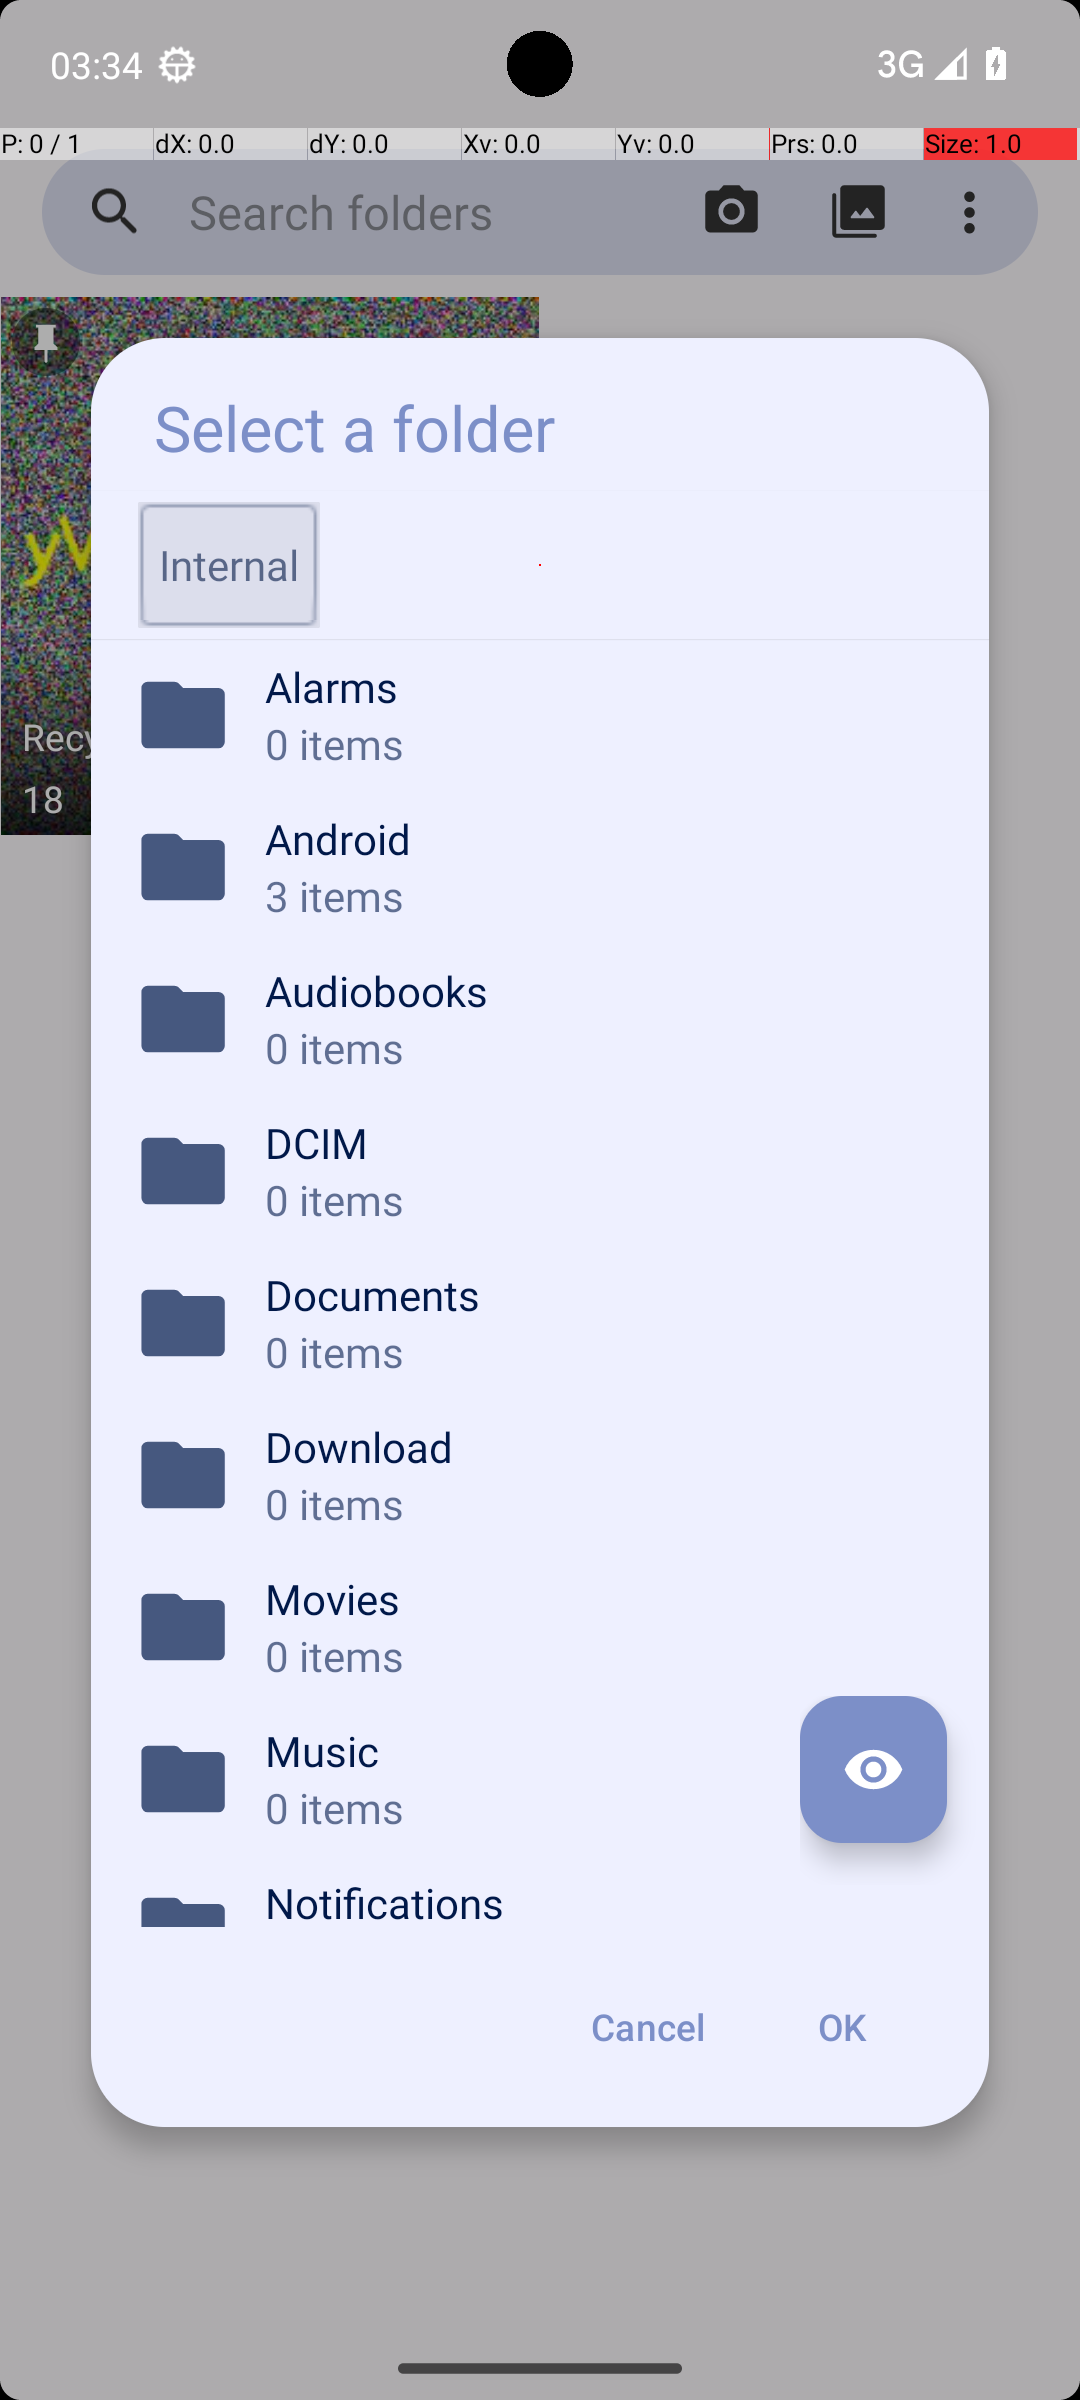 03:34
3G
P: 0 / 1 dX: 0.0 dY: 0.0 Xv: 0.0 Yv: 0.0 Prs: 0.0 Size: 1.0
Search folders
Select a folder
Internal
Alarms
0 items
Android
3 items
Audiobooks
0 items
DCIM
0 items
Documents
0 items
Download
0 items
Movies
0 items
Music
0 items
Notifications
18
Cancel OK